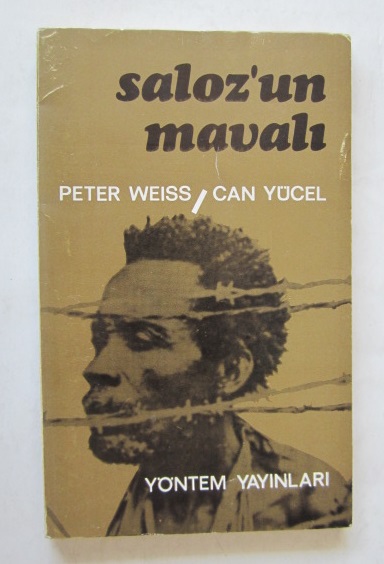 saloz'un
mavalı
PETER WEISS / CAN YÜCEL
YÖNTEM YAYINLARI